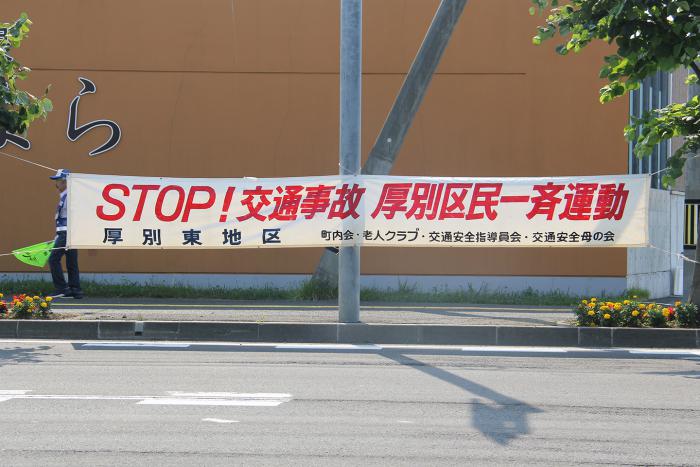 STOP!交通事故 厚別区民一斉運動
厚別東地区 町内会・老人クラブ・交通安全指導員会・交通安全母の会
ら